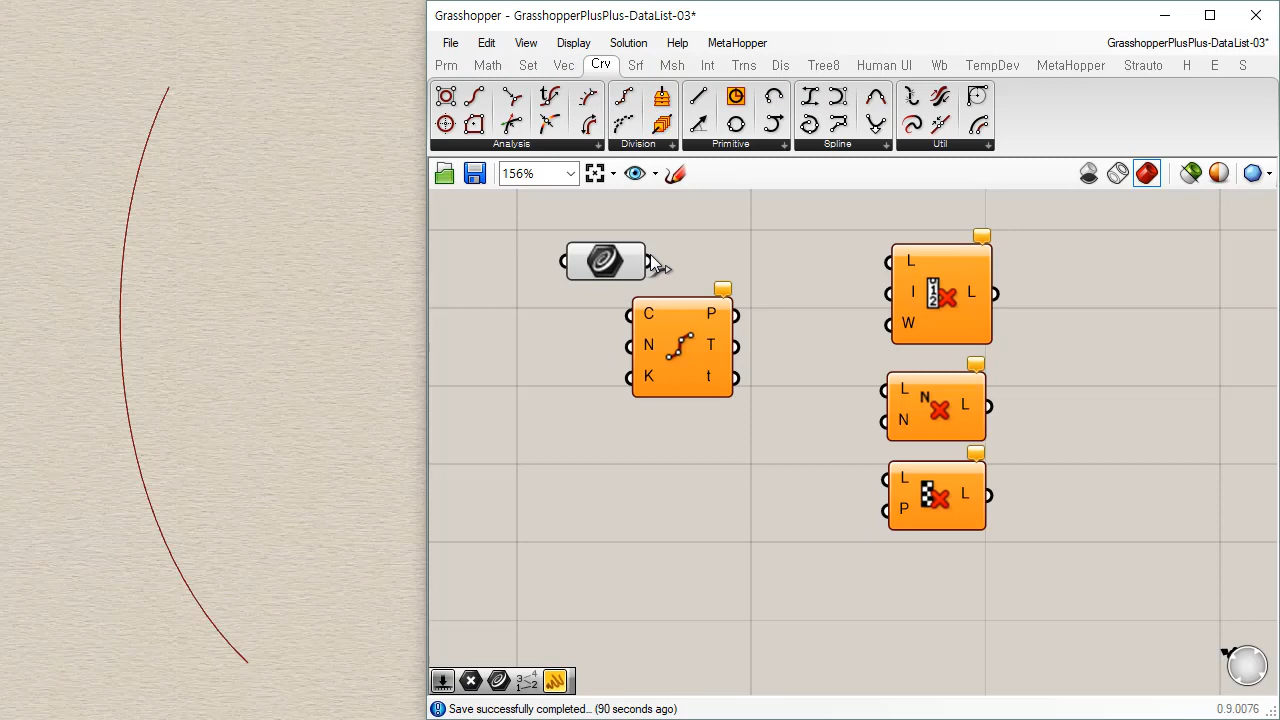 Grasshopper - GrasshopperPlusPlus-DataList-03*
File Edit View Display Solution Help MetaHopper GrasshopperPlusPlus-DataList-03*
Prm Math Set Vec Crv Srf Msh Int Trns Dis Tree8 Human UI Wb TempDev MetaHopper Strauto H E S
Analysis Division Primitive Spline Util
156%
L
I L
W
C P
N T
K t
L
N
L
N
L
L
P
Save successfully completed... (90 seconds ago) 0.9.0076